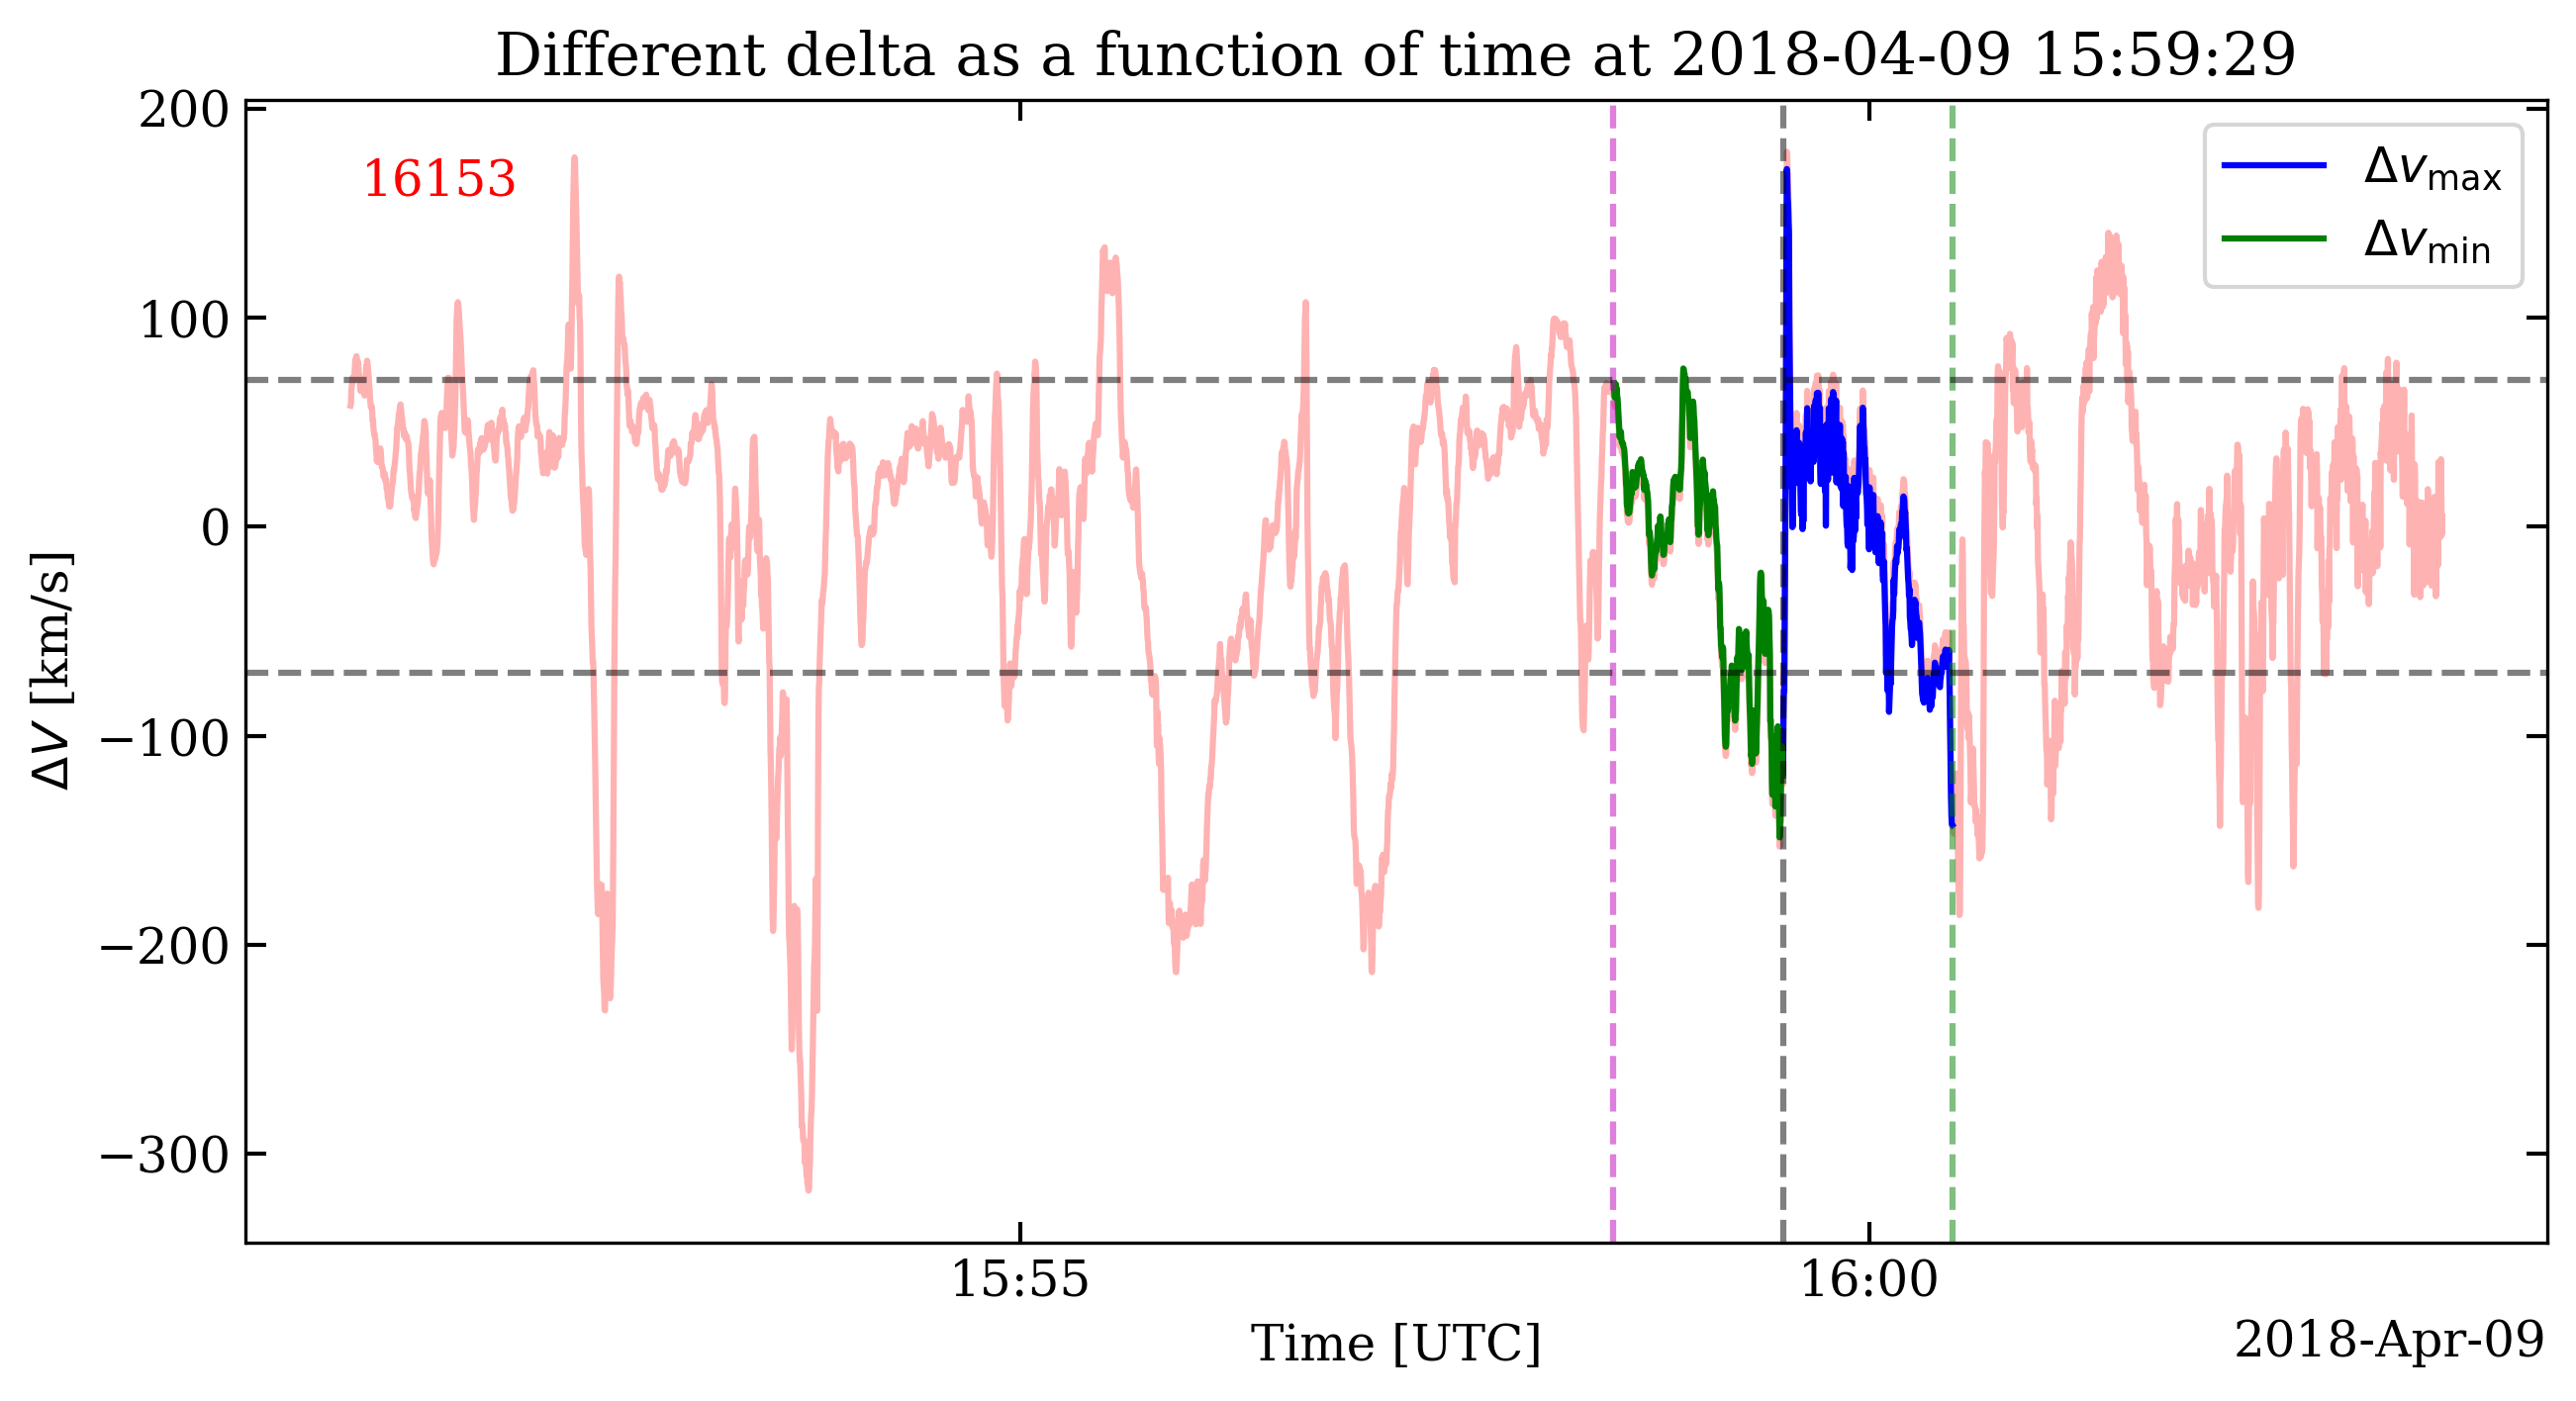 Different delta as a function of time at 2018-04-09 15:59:29
200
100
0
−100
−200
−300
ΔV [km/s]
16153
Δvmax
Δvmin
15:55
16:00
Time [UTC]
2018-Apr-09